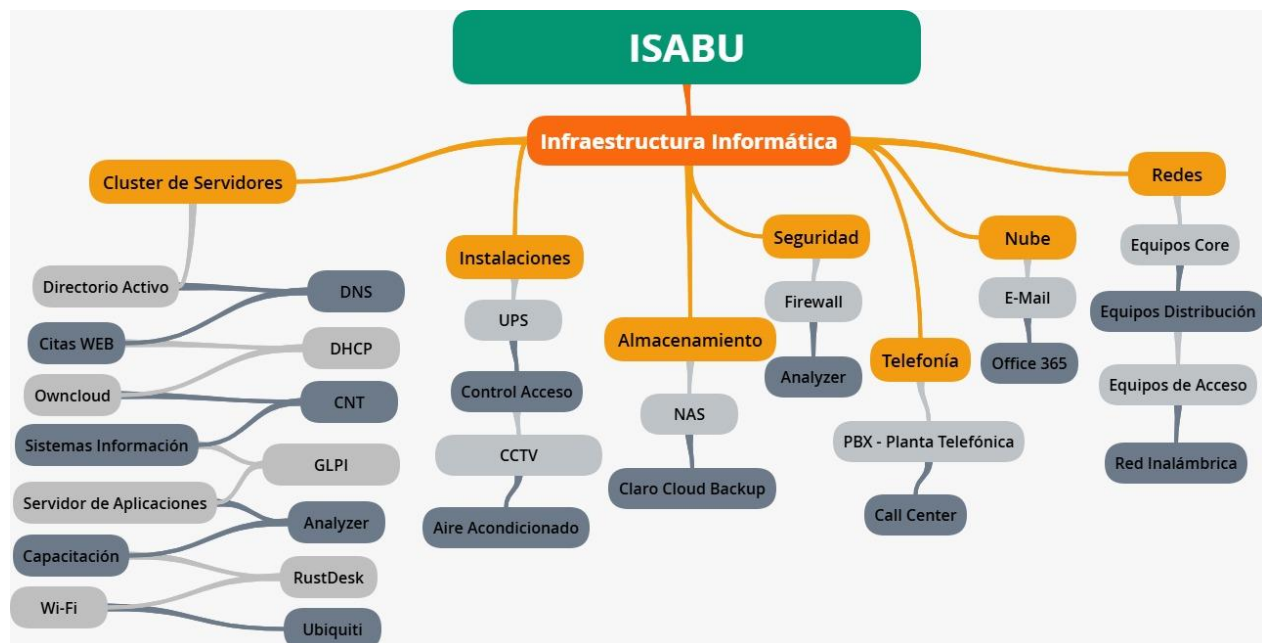 ISABU
Infraestructura Informática
Cluster de Servidores
Directorio Activo
DNS
Citas WEB
DHCP
Owncloud
CNT
Sistemas Información
GLPI
Servidor de Aplicaciones
Analyzer
Capacitación
RustDesk
Wi-Fi
Ubiquiti
Instalaciones
UPS
Control Acceso
CCTV
Aire Acondicionado
Almacenamiento
NAS
Claro Cloud Backup
Seguridad
Firewall
Analyzer
Telefonía
PBX - Planta Telefónica
Call Center
Nube
E-Mail
Office 365
Redes
Equipos Core
Equipos Distribución
Equipos de Acceso
Red Inalámbrica